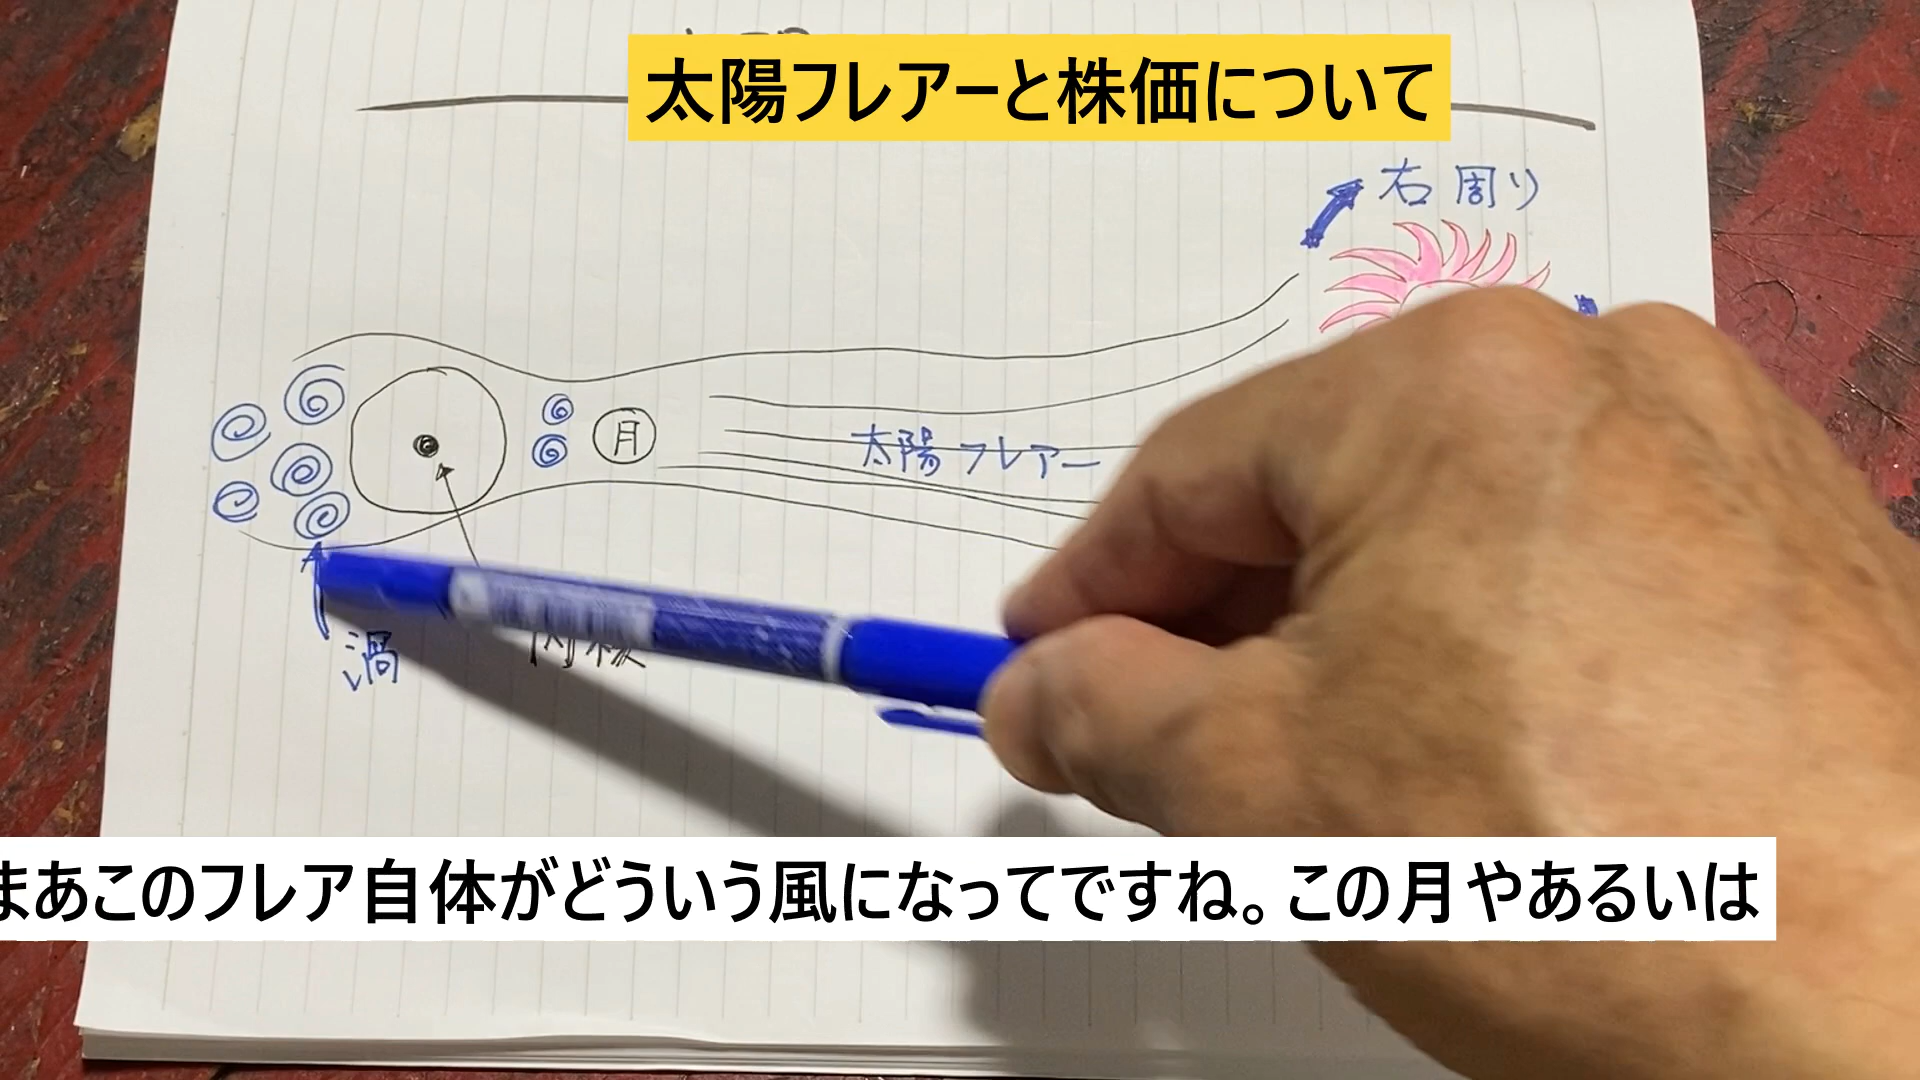 太陽フレアーと株価について
右周り
月
太陽フレアー
渦
まあこのフレア自体がどういう風になってですね。この月やあるいは